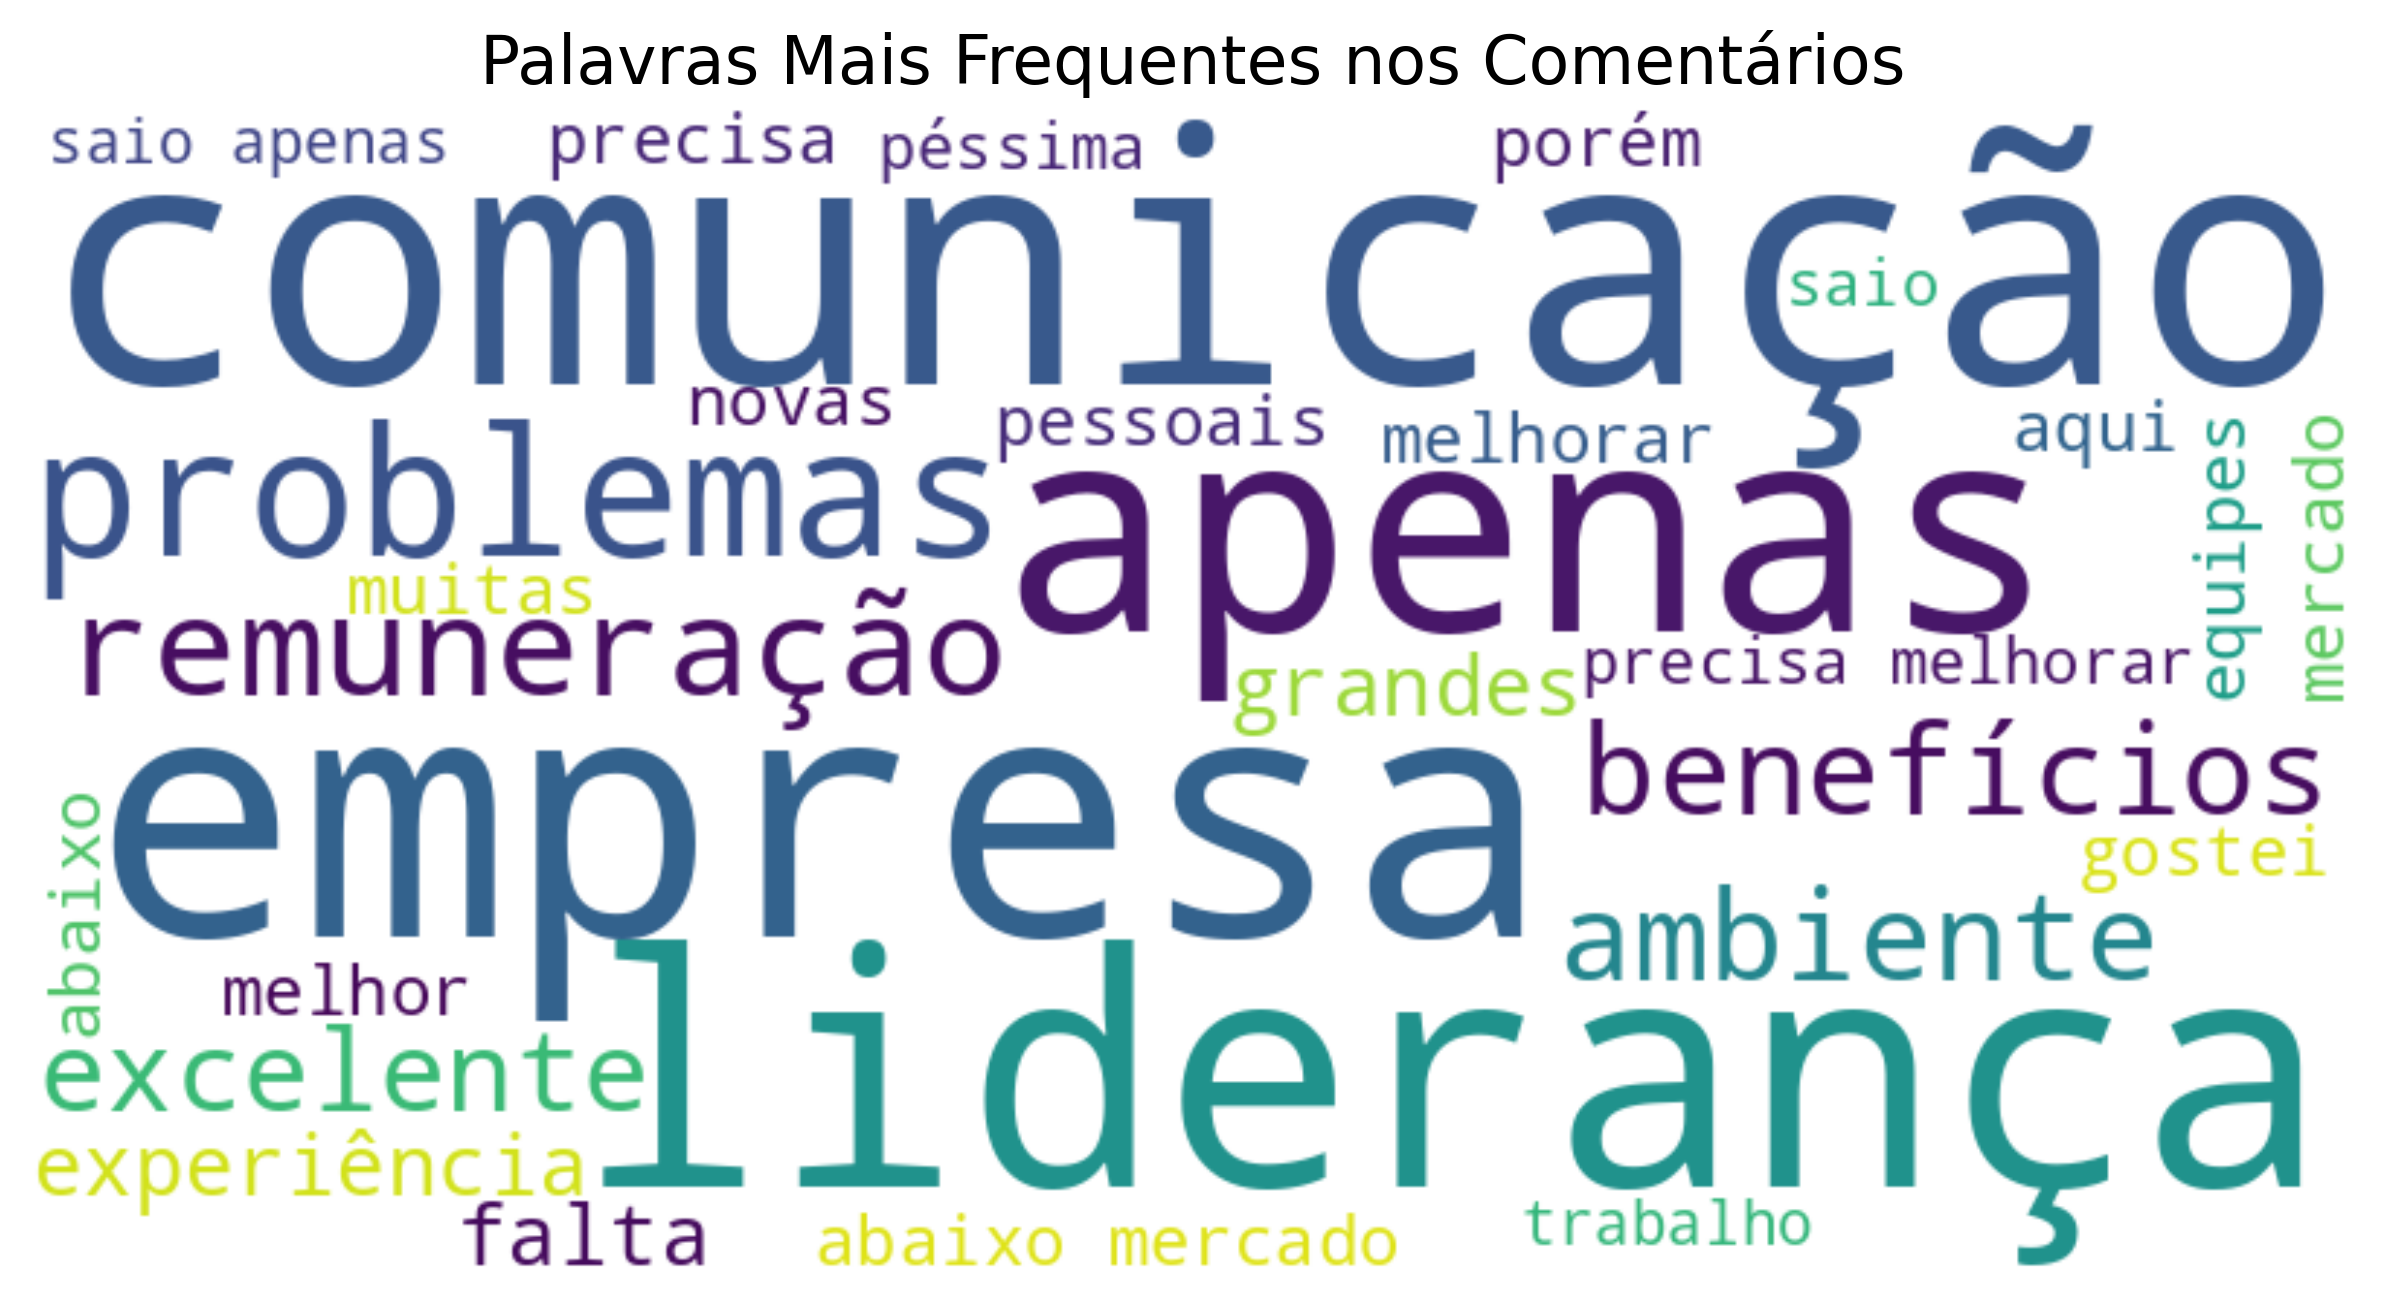 Palavras Mais Frequentes nos Comentários
saio apenas
precisa
péssima
porém
comunicação
saio
novas
pessoais
melhorar
aqui
equipes
mercado
problemas
apenas
muitas
remuneração
grandes
precisa melhorar
empresa
benefícios
abaixo
gostei
ambiente
melhor
liderança
excelente
experiência
falta
abaixo mercado
trabalho